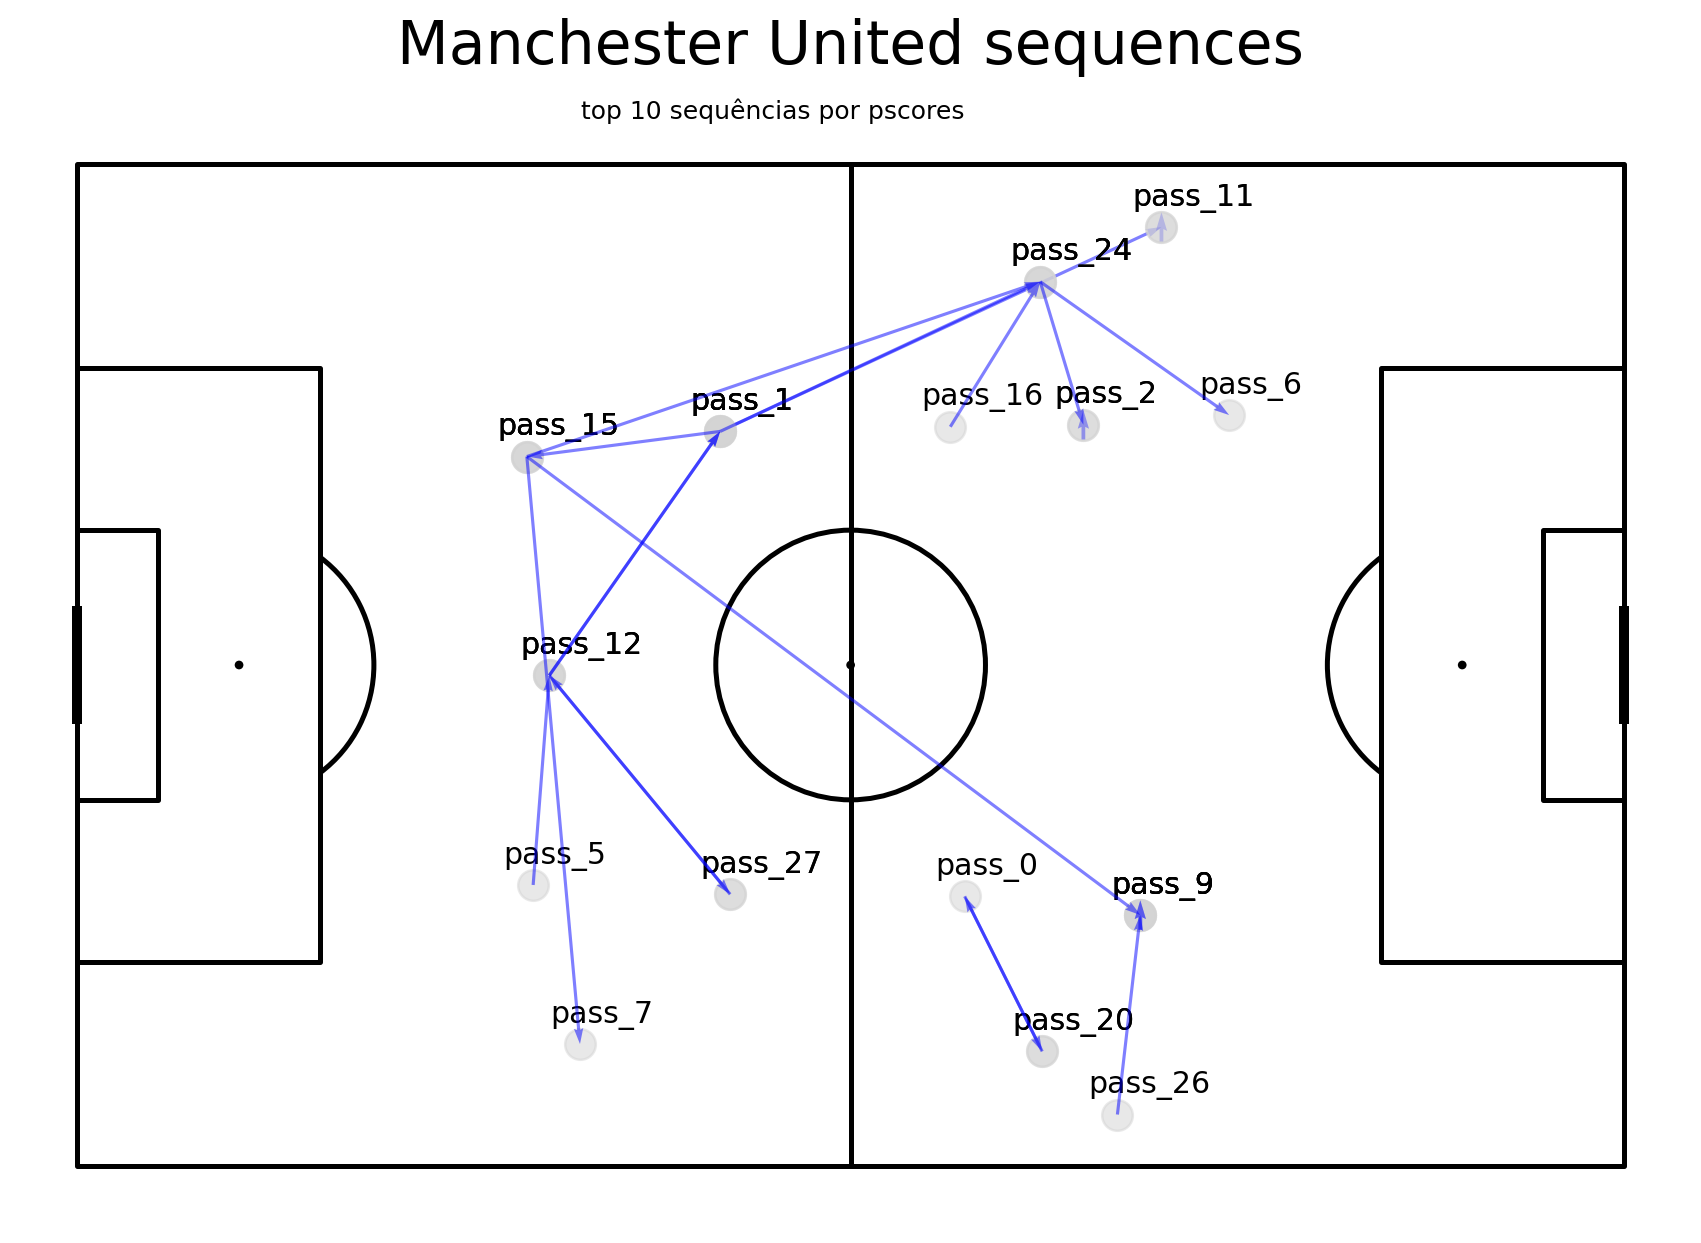 Manchester United sequences
top 10 sequências por pscores
pass_11
pass_24
pass_6
pass_16
pass_2
pass_1
pass_15
pass_12
pass_5
pass_27
pass_0
pass_9
pass_7
pass_20
pass_26